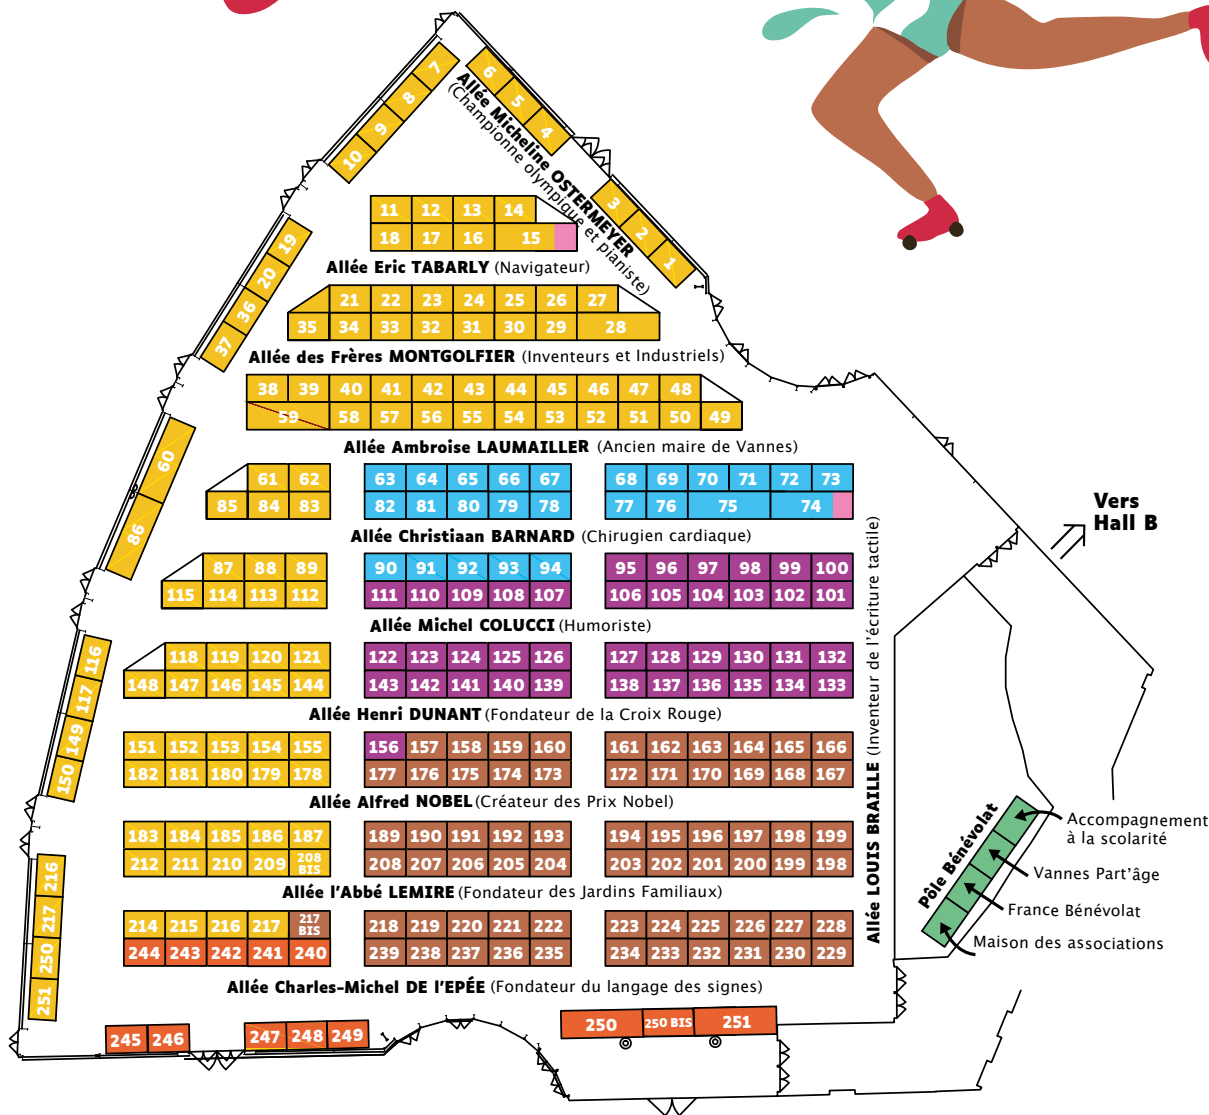 7
8
9
10
6
5
4
3
2
1
Allée Micheline OSTERMEYER
(Championne olympique et pianiste)
11 12 13 14
18 17 16 15
Allée Eric TABARLY (Navigateur)
19
20
36
37
21 22 23 24 25 26 27
35 34 33 32 31 30 29 28
Allée des Frères MONTGOLFIER (Inventeurs et Industriels)
38 39 40 41 42 43 44 45 46 47 48
59 58 57 56 55 54 53 52 51 50 49
Allée Ambroise LAUMAILLER (Ancien maire de Vannes)
60
86
61 62 63 64 65 66 67 68 69 70 71 72 73
85 84 83 82 81 80 79 78 77 76 75 74
Vers
Hall B
Allée Christiaan BARNARD (Chirugien cardiaque)
87 88 89 90 91 92 93 94 95 96 97 98 99 100
115 114 113 112 111 110 109 108 107 106 105 104 103 102 101
Allée Michel COLUCCI (Humoriste)
116
117
149
150
118 119 120 121 122 123 124 125 126 127 128 129 130 131 132
148 147 146 145 144 143 142 141 140 139 138 137 136 135 134 133
Allée Henri DUNANT (Fondateur de la Croix Rouge)
151 152 153 154 155 156 157 158 159 160 161 162 163 164 165 166
182 181 180 179 178 177 176 175 174 173 172 171 170 169 168 167
Allée Alfred NOBEL (Créateur des Prix Nobel)
183 184 185 186 187 189 190 191 192 193 194 195 196 197 198 199
212 211 210 209 208 BIS 208 207 206 205 204 203 202 201 200 199 198
Allée l'Abbé LEMIRE (Fondateur des Jardins Familiaux)
216
217
250
251
214 215 216 217 217 BIS 218 219 220 221 222 223 224 225 226 227 228
244 243 242 241 240 239 238 237 236 235 234 233 232 231 230 229
Allée Charles-Michel DE l'EPÉE (Fondateur du langage des signes)
245 246 247 248 249 250 250 BIS 251
Allée LOUIS BRAILLE (Inventeur de l'écriture tactile)
Pôle Bénévolat
Accompagnement
à la scolarité
Vannes Part'âge
France Bénévolat
Maison des associations